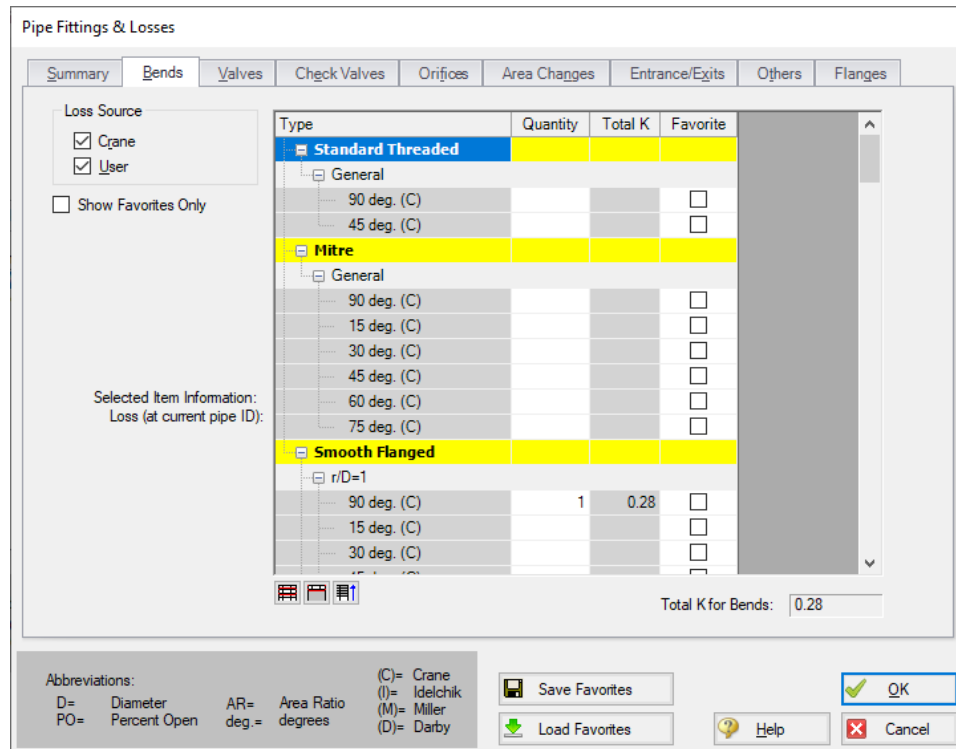 Pipe Fittings & Losses
Summary Bends Valves Check Valves Orifices Area Changes Entrance/Exits Others Flanges
Loss Source
Crane
User
Show Favorites Only
Selected Item Information:
Loss (at current pipe ID):
Type Quantity Total K Favorite
Standard Threaded
General
90 deg. (C)
45 deg. (C)
Mitre
General
90 deg. (C)
15 deg. (C)
30 deg. (C)
45 deg. (C)
60 deg. (C)
75 deg. (C)
Smooth Flanged
r/D=1
90 deg. (C) 1 0.28
15 deg. (C)
30 deg. (C)
Total K for Bends: 0.28
Abbreviations:
D= Diameter
PO= Percent Open
AR= Area Ratio
deg.= degrees
(C)= Crane
(I)= Idelchik
(M)= Miller
(D)= Darby
Save Favorites
Load Favorites
Help
OK
Cancel